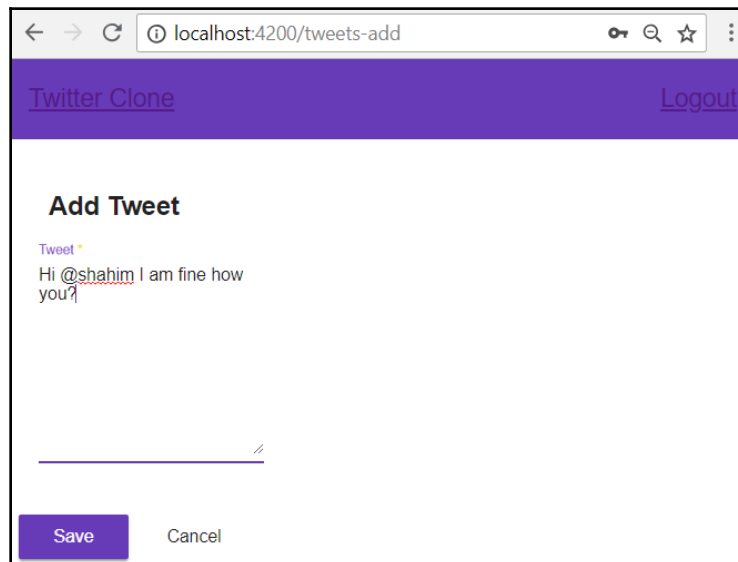 localhost:4200/tweets-add
Twitter Clone Logout
Add Tweet
Tweet *
Hi @shahim I am fine how
you?
Save Cancel